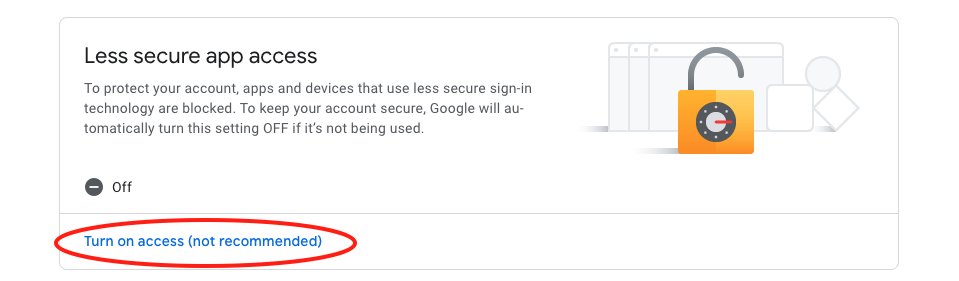 Less secure app access
To protect your account, apps and devices that use less secure sign-in
technology are blocked. To keep your account secure, Google will au-
tomatically turn this setting OFF if it’s not being used.
Off
Turn on access (not recommended)